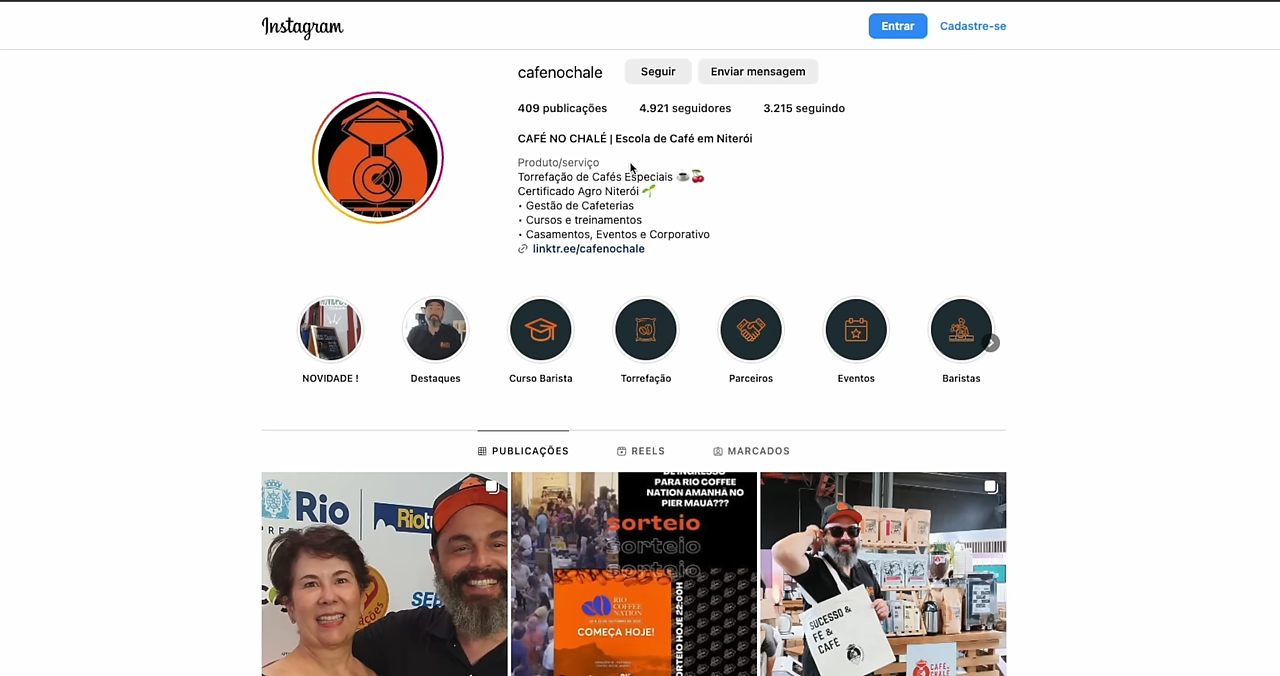 Instagram
Entrar
Cadastre-se
cafenochale
Seguir
Enviar mensagem
409 publicações
4.921 seguidores
3.215 seguindo
CAFÉ NO CHALÉ | Escola de Café em Niterói
Produto/serviço
Torrefação de Cafés Especiais ☕🍒
Certificado Agro Niterói 🌱
• Gestão de Cafeterias
• Cursos e treinamentos
• Casamentos, Eventos e Corporativo
linktr.ee/cafenochale
NOVIDADE !
Destaques
Curso Barista
Torrefação
Parceiros
Eventos
Baristas
PUBLICAÇÕES
REELS
MARCADOS
Rio
DE INGRESSO
PARA RIO COFFEE
NATION AMANHÃ NO
PIER MAUA???
sorteio
sorteio
sorteio
RIO
COFFEE
NATION
COMEÇA HOJE!
SORTEIO HOJE 22:00H
SUCESSO &
FÉ &
CAFÉ